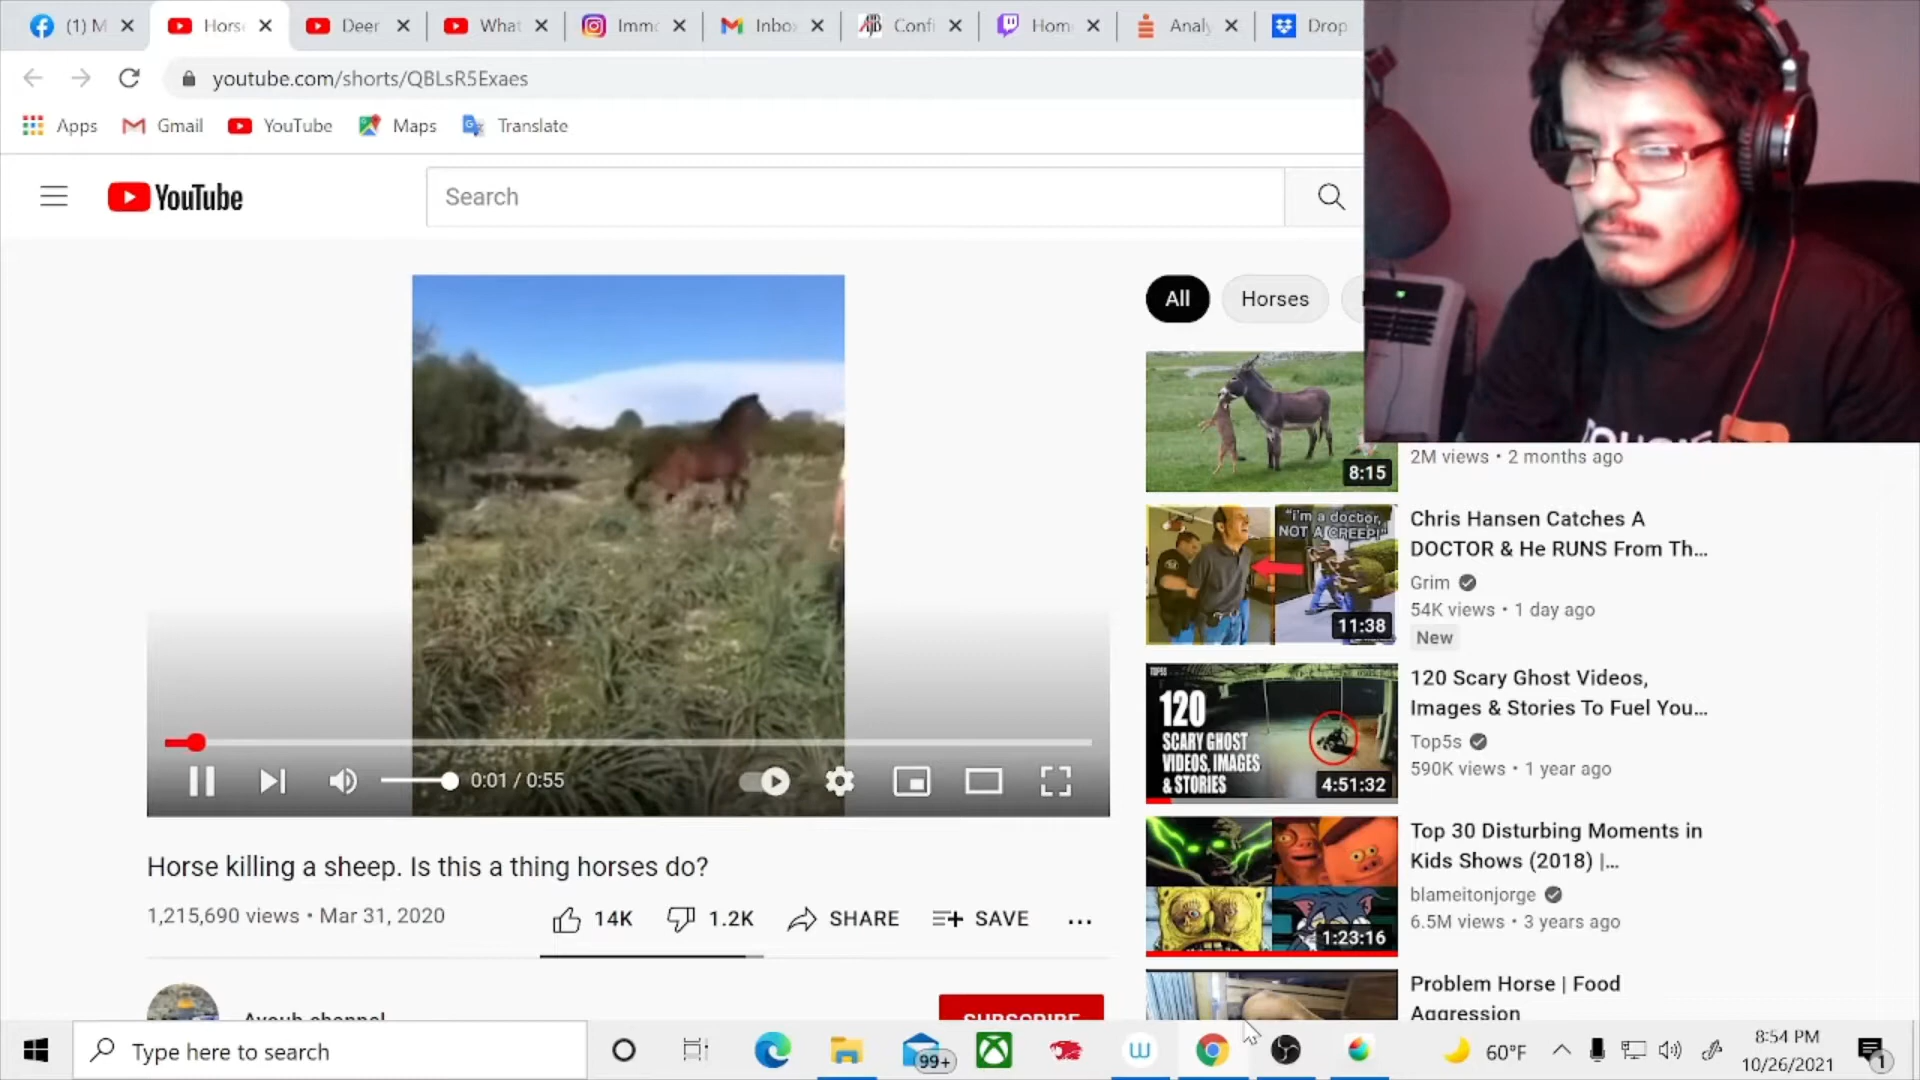 (1) M
Hors
Deer
What
Immo
Inbo
Confi
Hom
Analy
Drop
youtube.com/shorts/QBLsR5Exaes
Apps
Gmail
YouTube
Maps
Translate
YouTube
Search
All
Horses
8:15
2M views • 2 months ago
"i'm a doctor,
NOT A CREEP!"
11:38
Chris Hansen Catches A
DOCTOR & He RUNS From Th...
Grim
54K views • 1 day ago
New
TOP5S
120
SCARY GHOST
VIDEOS, IMAGES
& STORIES
4:51:32
120 Scary Ghost Videos,
Images & Stories To Fuel You...
Top5s
590K views • 1 year ago
1:23:16
Top 30 Disturbing Moments in
Kids Shows (2018) |...
blameitonjorge
6.5M views • 3 years ago
Problem Horse | Food
Aggression
0:01 / 0:55
Horse killing a sheep. Is this a thing horses do?
1,215,690 views • Mar 31, 2020
14K
1.2K
SHARE
SAVE
Ayoub channel
SUBSCRIBE
Type here to search
99+
60°F
8:54 PM
10/26/2021
1